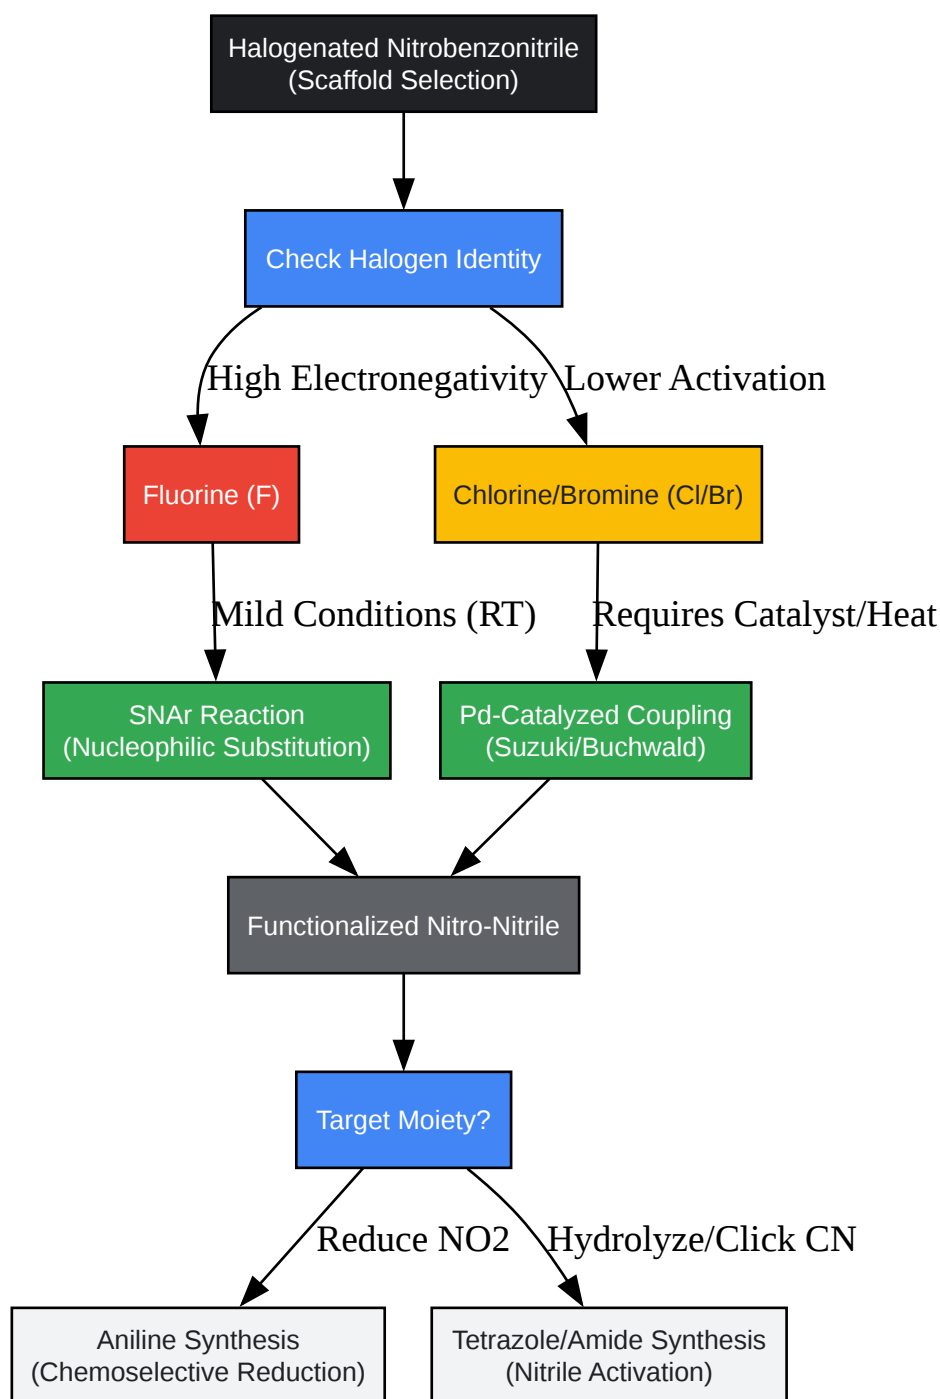 Halogenated Nitrobenzonitrile
(Scaffold Selection)
Check Halogen Identity
High Electronegativity
Lower Activation
Fluorine (F)
Chlorine/Bromine (Cl/Br)
Mild Conditions (RT)
Requires Catalyst/Heat
SNAr Reaction
(Nucleophilic Substitution)
Pd-Catalyzed Coupling
(Suzuki/Buchwald)
Functionalized Nitro-Nitrile
Target Moiety?
Reduce NO2
Hydrolyze/Click CN
Aniline Synthesis
(Chemoselective Reduction)
Tetrazole/Amide Synthesis
(Nitrile Activation)